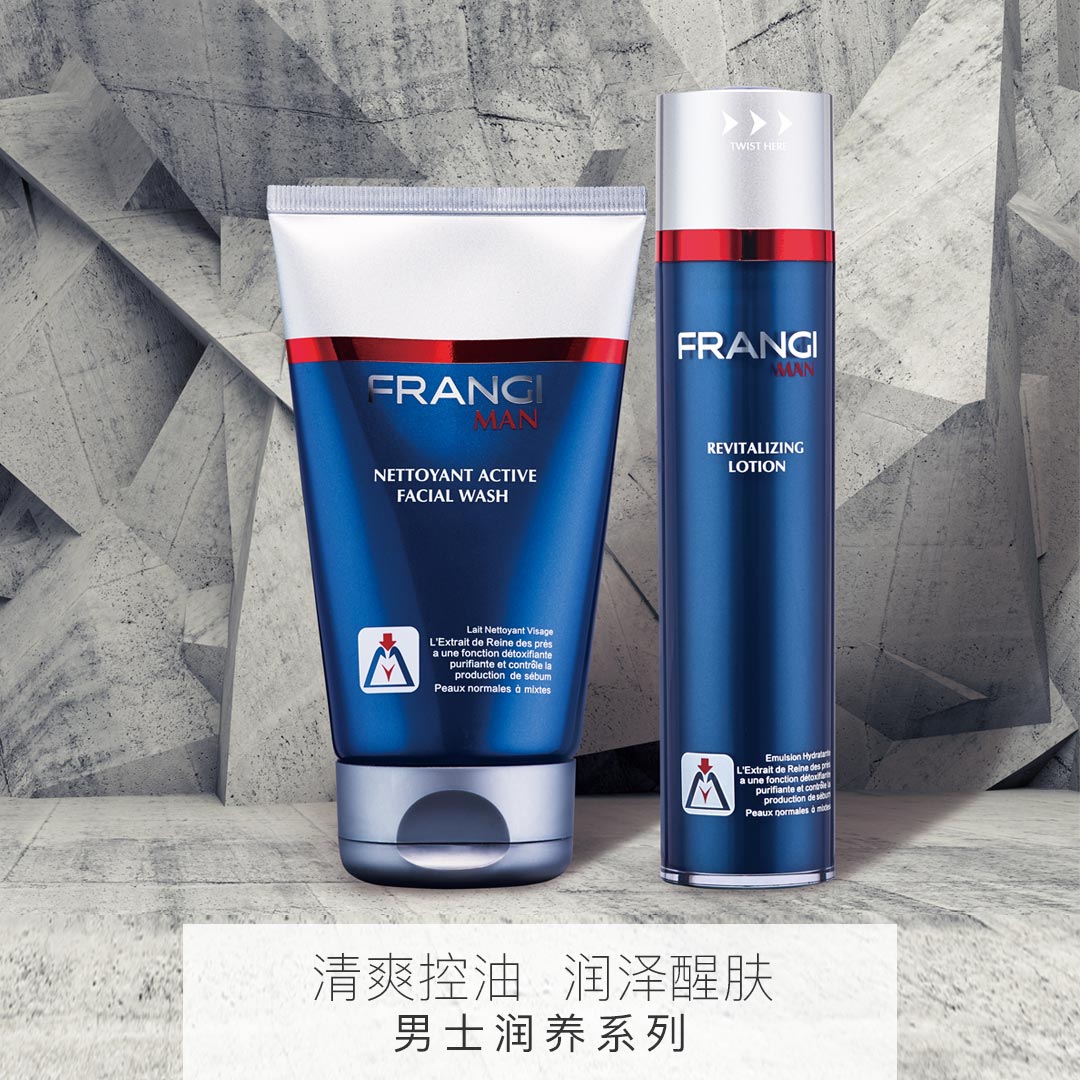 FRANGI
MAN
NETTOYANT ACTIVE
FACIAL WASH
Lait Nettoyant Visage
L'Extrait de Reine des prés
a une fonction détoxifiante
purifiante et contrôle la
production de sébum
Peaux normales à mixtes
TWIST HERE
FRANGI
MAN
REVITALIZING
LOTION
Emulsion Hydratante
L'Extrait de Reine des prés
a une fonction détoxifiante
purifiante et contrôle la
production de sébum
Peaux normales à mixtes
清爽控油 润泽醒肤
男士润养系列